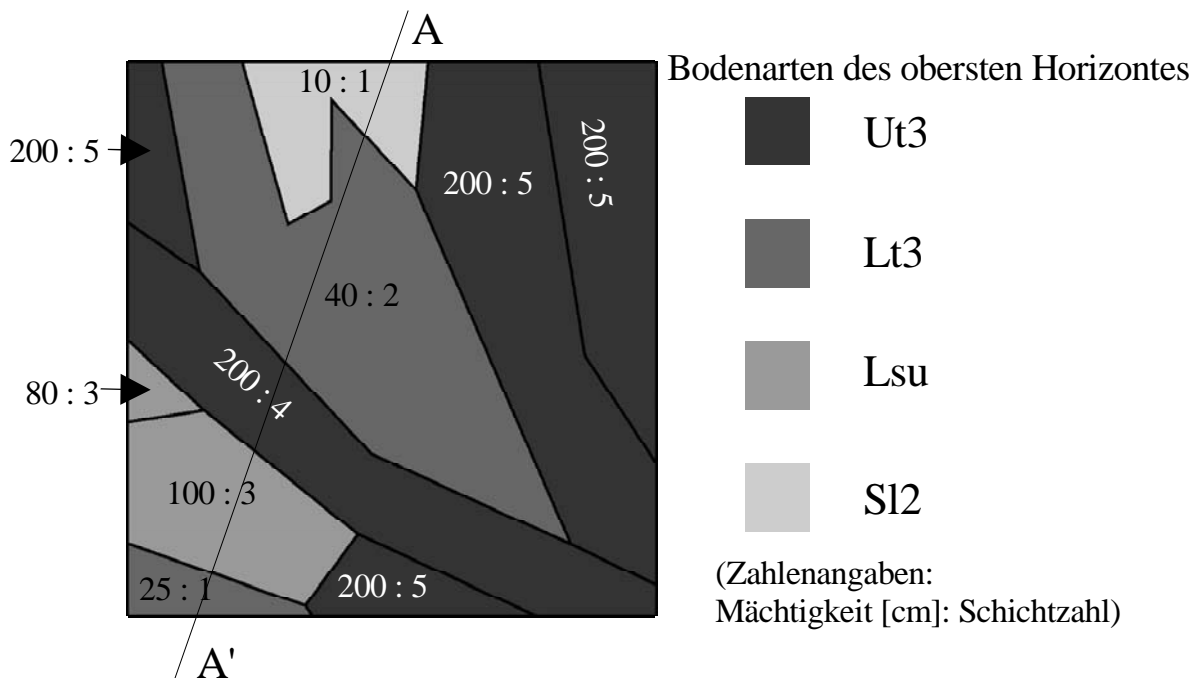 A
Bodenarten des obersten Horizontes
10 : 1
Ut3
200 : 5
200 : 5
200 : 5
Lt3
40 : 2
200 : 4
80 : 3
Lsu
100 : 3
Sl2
25 : 1
200 : 5
(Zahlenangaben:
Mächtigkeit [cm]: Schichtzahl)
A'